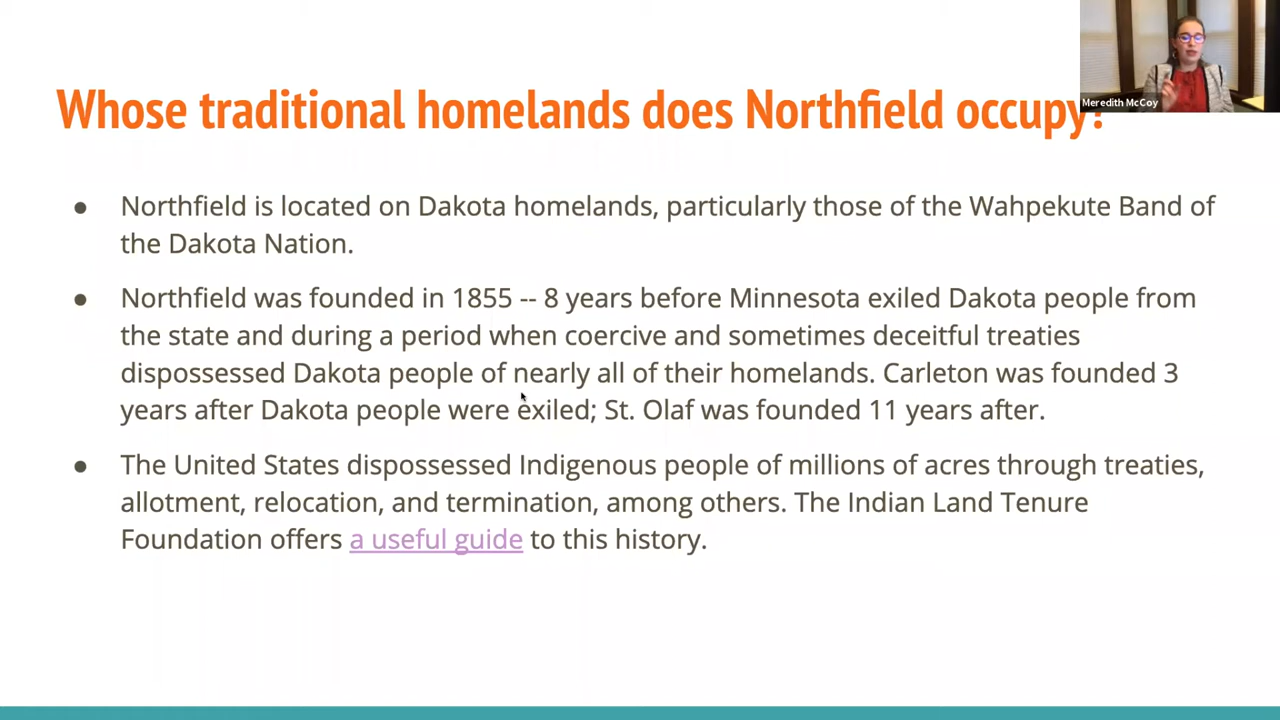 Meredith McCoy
Whose traditional homelands does Northfield occupy?
● Northfield is located on Dakota homelands, particularly those of the Wahpekute Band of
the Dakota Nation.
● Northfield was founded in 1855 -- 8 years before Minnesota exiled Dakota people from
the state and during a period when coercive and sometimes deceitful treaties
dispossessed Dakota people of nearly all of their homelands. Carleton was founded 3
years after Dakota people were exiled; St. Olaf was founded 11 years after.
● The United States dispossessed Indigenous people of millions of acres through treaties,
allotment, relocation, and termination, among others. The Indian Land Tenure
Foundation offers a useful guide to this history.